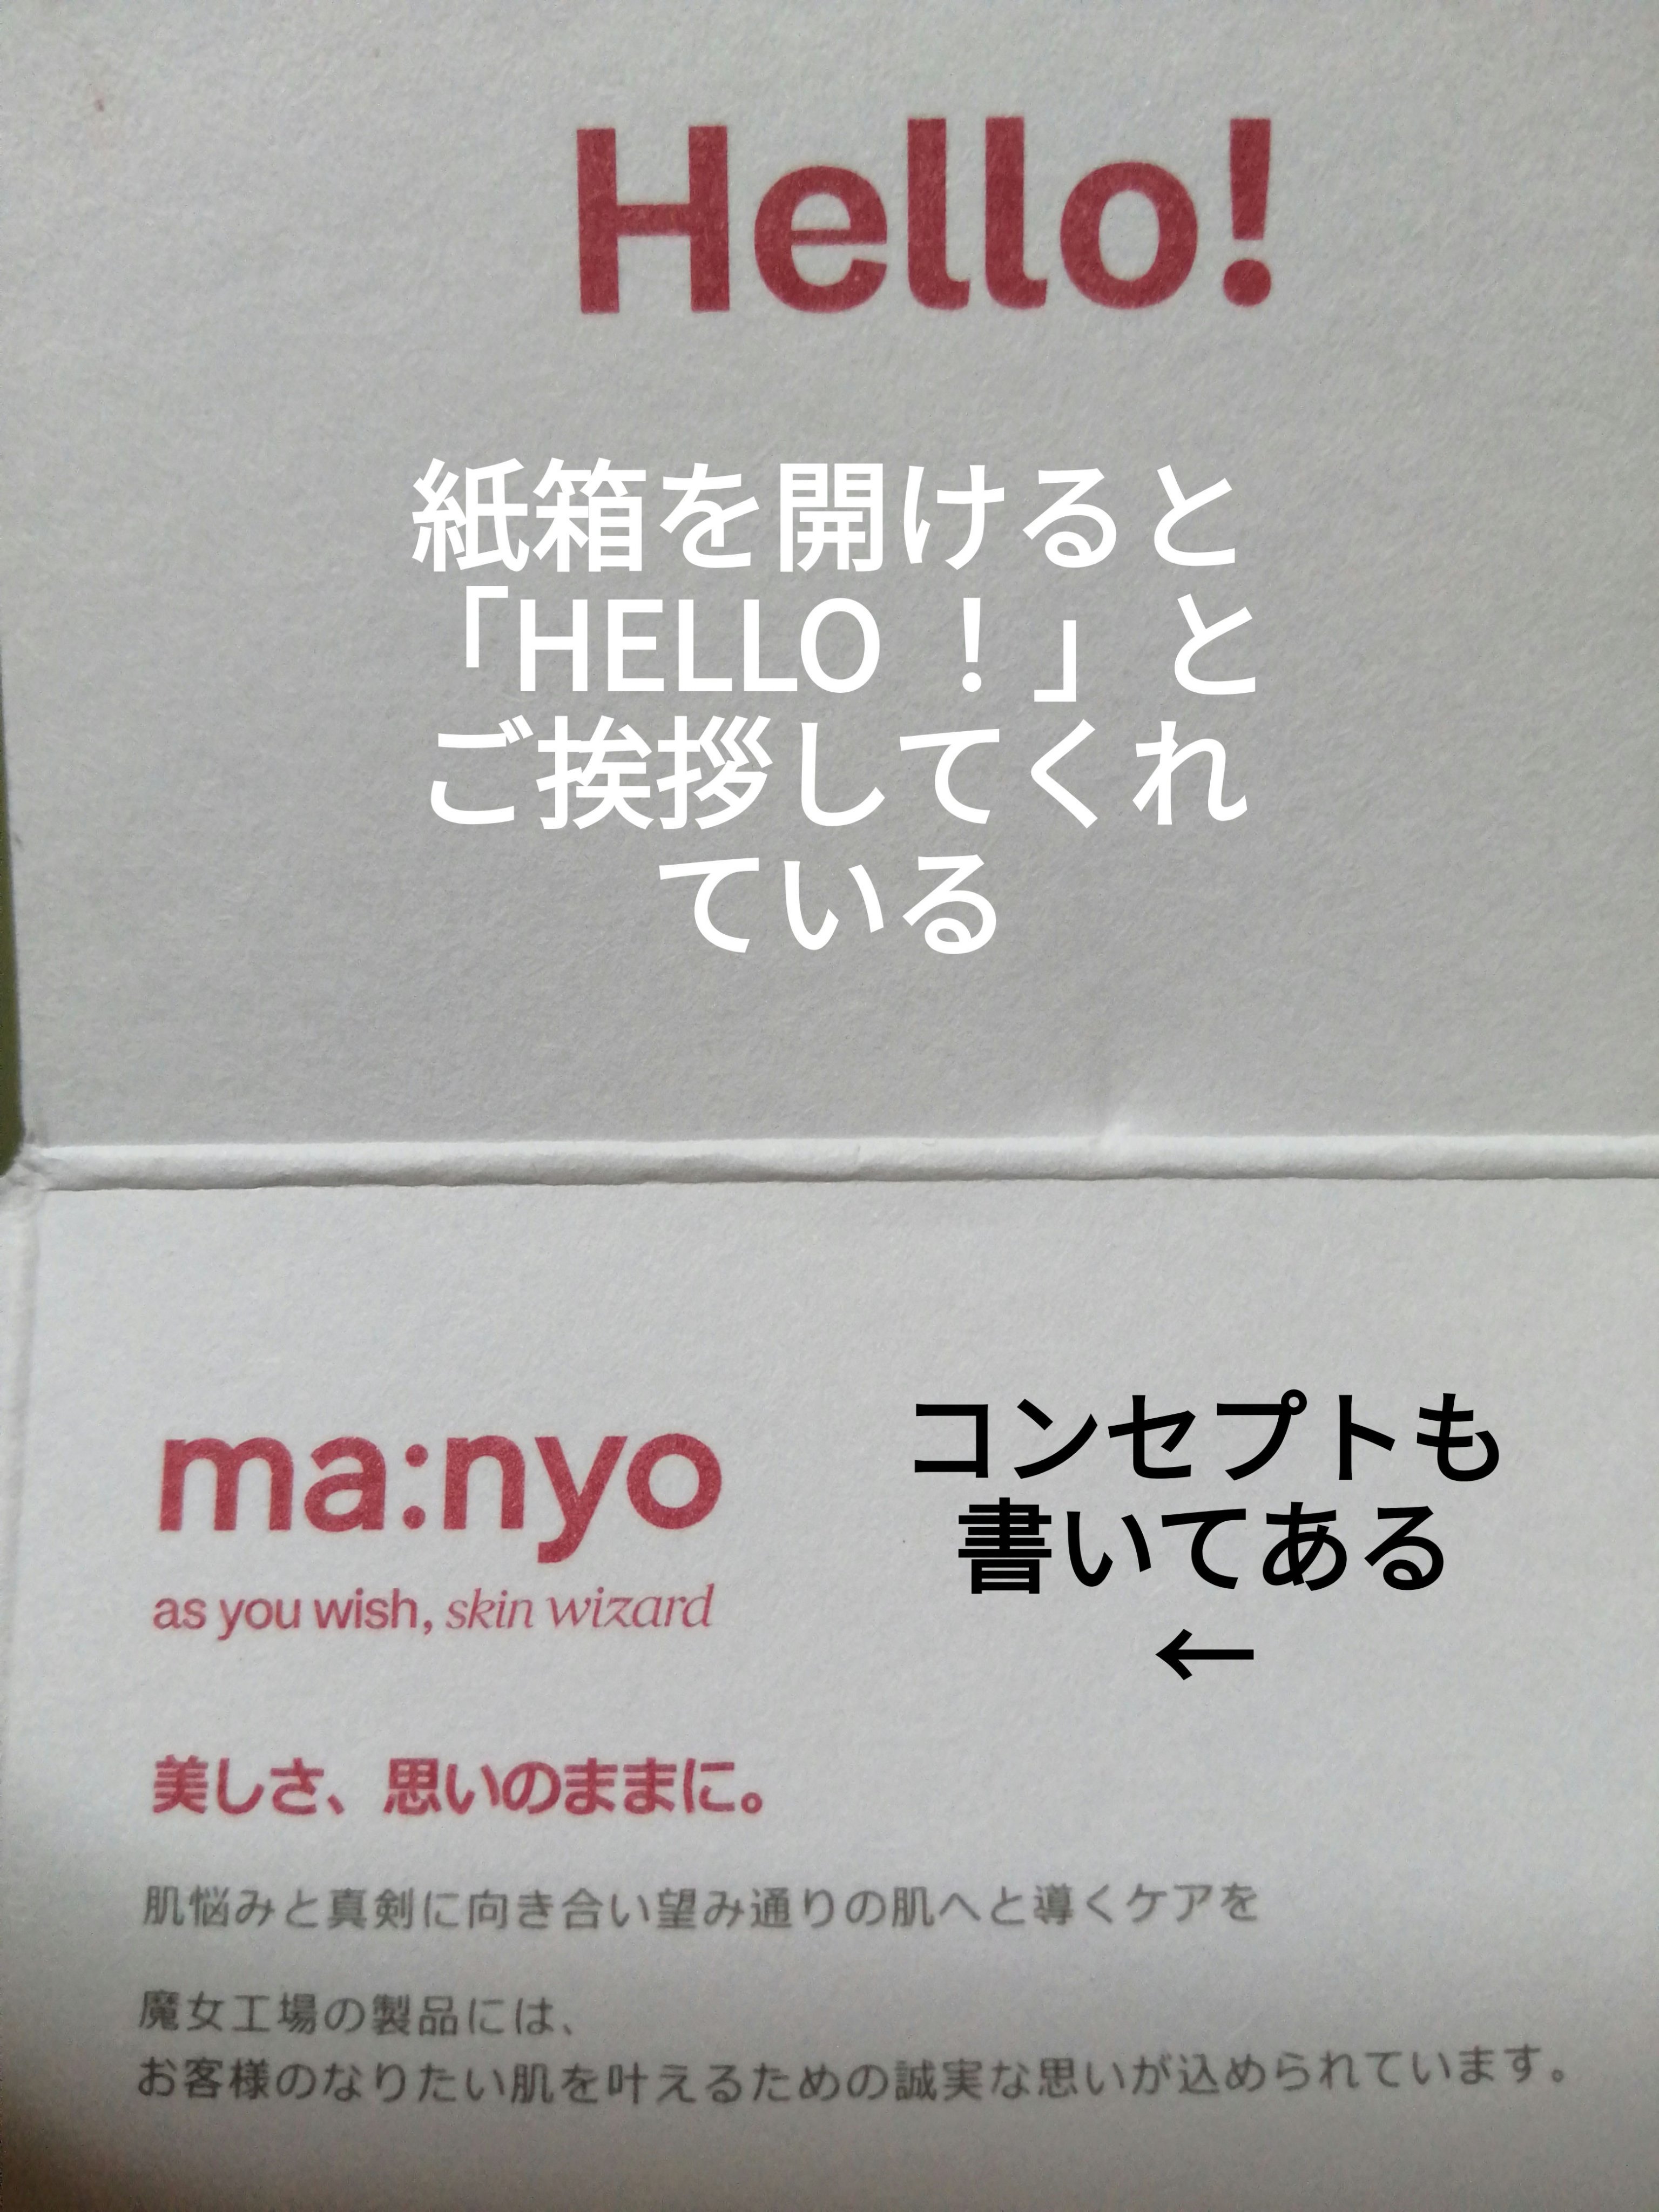 Hello!
紙箱を開けると
「HELLO ！」と
ご挨拶してくれ
ている
ma:nyo
as you wish, skin wizard
コンセプトも
書いてある
←
美しさ、思いのままに。
肌悩みと真剣に向き合い望み通りの肌へと導くケアを
魔女工場の製品には、
お客様のなりたい肌を叶えるための誠実な思いが込められています。